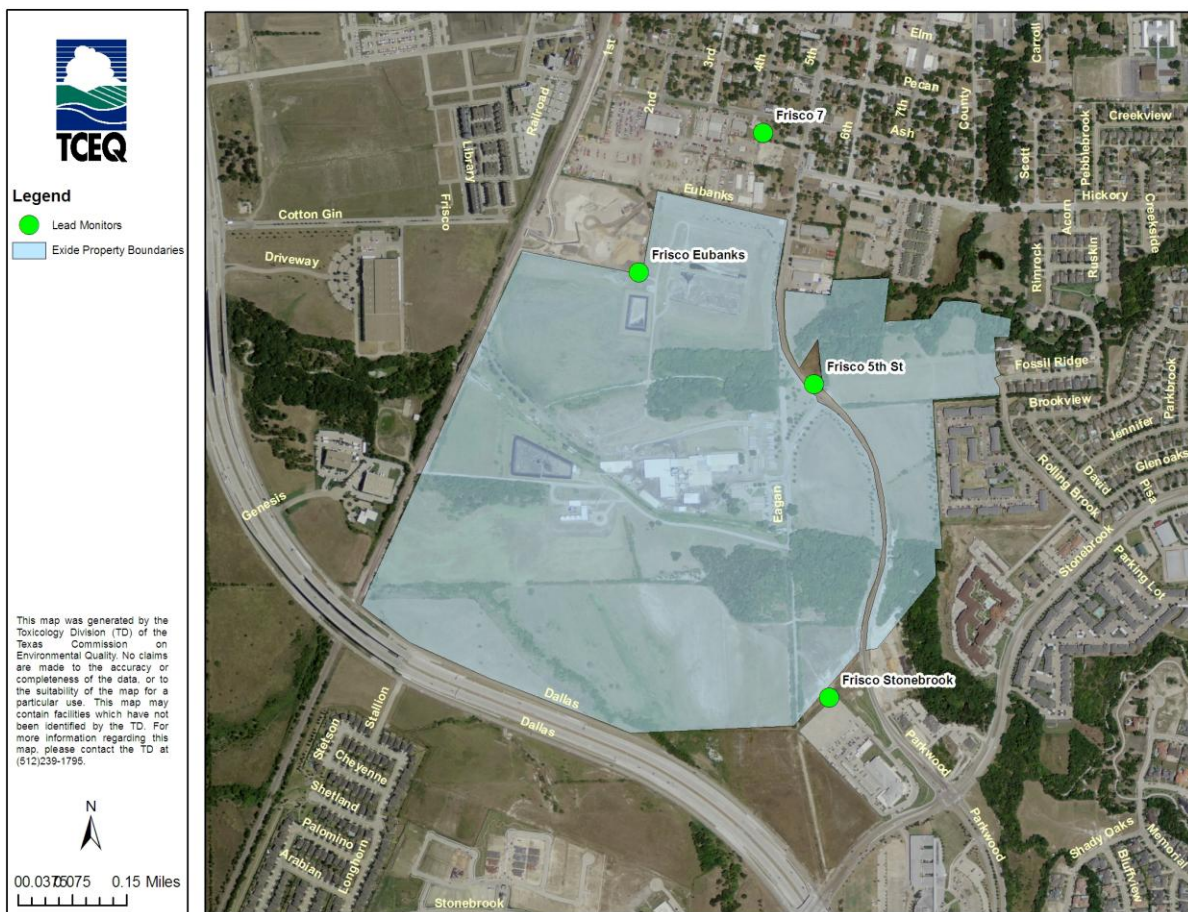 TCEQ
Legend
Lead Monitors
Exide Property Boundaries
This map was generated by the
Toxicology Division (TD) of the
Texas Commission on
Environmental Quality. No claims
are made to the accuracy or
completeness of the data, or to
the suitability of the map for a
particular use. This map may
contain facilities which have not
been identified by the TD. For
more information regarding this
map, please contact the TD at
(512)239-1795.
N
00.03750.075 0.15 Miles
Elm
Carroll
1st
3rd
4th
5th
Pecan
2nd
Railroad
7th
County
Frisco 7
Creekview
Ash
6th
Pebblebrook
Library
Scott
Eubanks
Hickory
Cotton Gin
Frisco
Acorn
Creekside
Driveway
Frisco Eubanks
Rimrock
Ruskin
Frisco 5th St
Fossil Ridge
Parkbrook
Brookview
Jennifer
Glenoaks
David
Rolling Brook
Pisa
Genesis
Eagan
Stonebrook
Parking Lot
Frisco Stonebrook
Dallas
Dallas
Stallion
Stetson
Cheyenne
Parkwood
Shetland
Parkwood
Palomino
Longhorn
Arabian
Shady Oaks
Memorial
Bluffview
Stonebrook